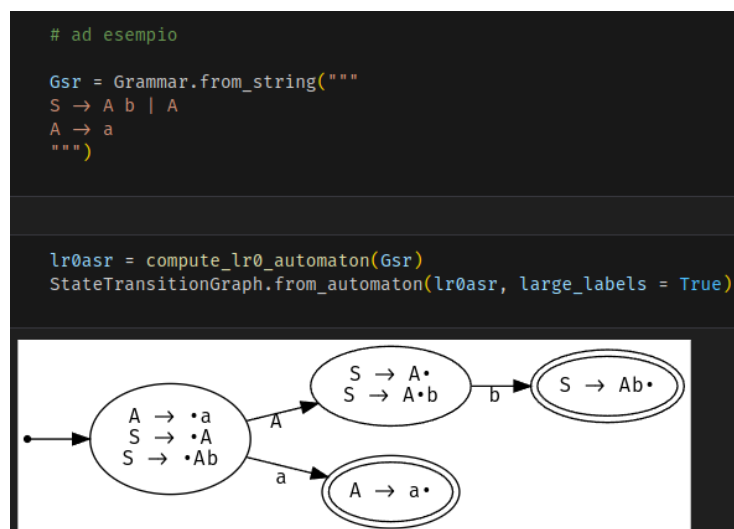 # ad esempio
Gsr = Grammar.from_string("""
S → A b | A
A → a
""")
lr0asr = compute_lr0_automaton(Gsr)
StateTransitionGraph.from_automaton(lr0asr, large_labels = True)
A → •a
S → •A
S → •Ab
A
a
S → A•
S → A•b
b
S → Ab•
A → a•